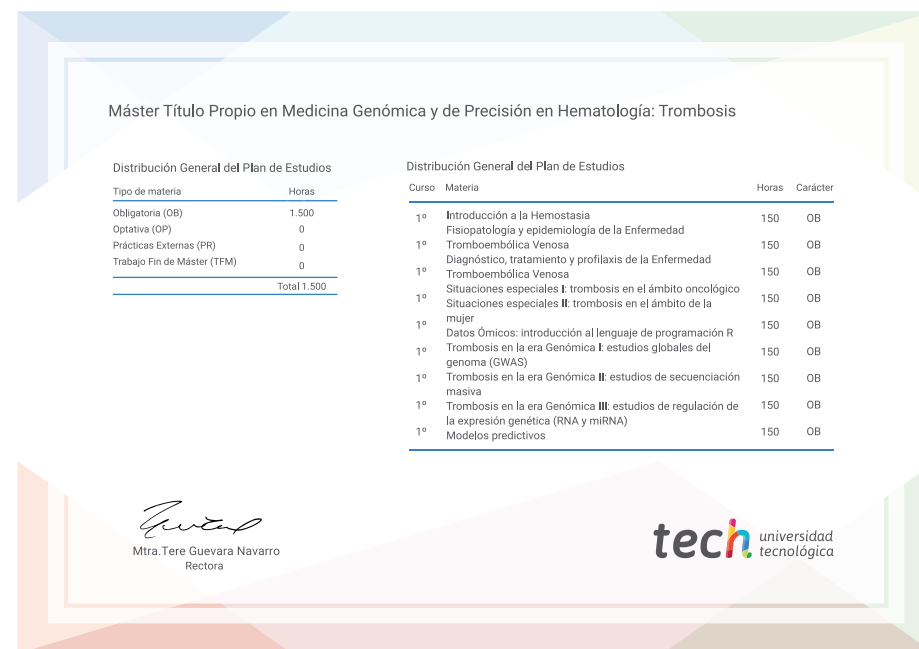 Máster Título Propio en Medicina Genómica y de Precisión en Hematología: Trombosis
Distribución General del Plan de Estudios
Tipo de materia Horas
Obligatoria (OB) 1.500
Optativa (OP) 0
Prácticas Externas (PR) 0
Trabajo Fin de Máster (TFM) 0
Total 1.500
Distribución General del Plan de Estudios
Curso Materia Horas Carácter
1º Introducción a la Hemostasia 150 OB
Fisiopatología y epidemiología de la Enfermedad
1º Tromboembólica Venosa 150 OB
Diagnóstico, tratamiento y profilaxis de la Enfermedad
1º Tromboembólica Venosa 150 OB
Situaciones especiales I: trombosis en el ámbito oncológico
1º 150 OB
Situaciones especiales II: trombosis en el ámbito de la
mujer
1º 150 OB
Datos Ómicos: introducción al lenguaje de programación R
1º Trombosis en la era Genómica I: estudios globales del 150 OB
genoma (GWAS)
1º Trombosis en la era Genómica II: estudios de secuenciación 150 OB
masiva
1º Trombosis en la era Genómica III: estudios de regulación de 150 OB
la expresión genética (RNA y miRNA)
1º Modelos predictivos 150 OB
Mtra.Tere Guevara Navarro
Rectora
tech universidad
tecnológica